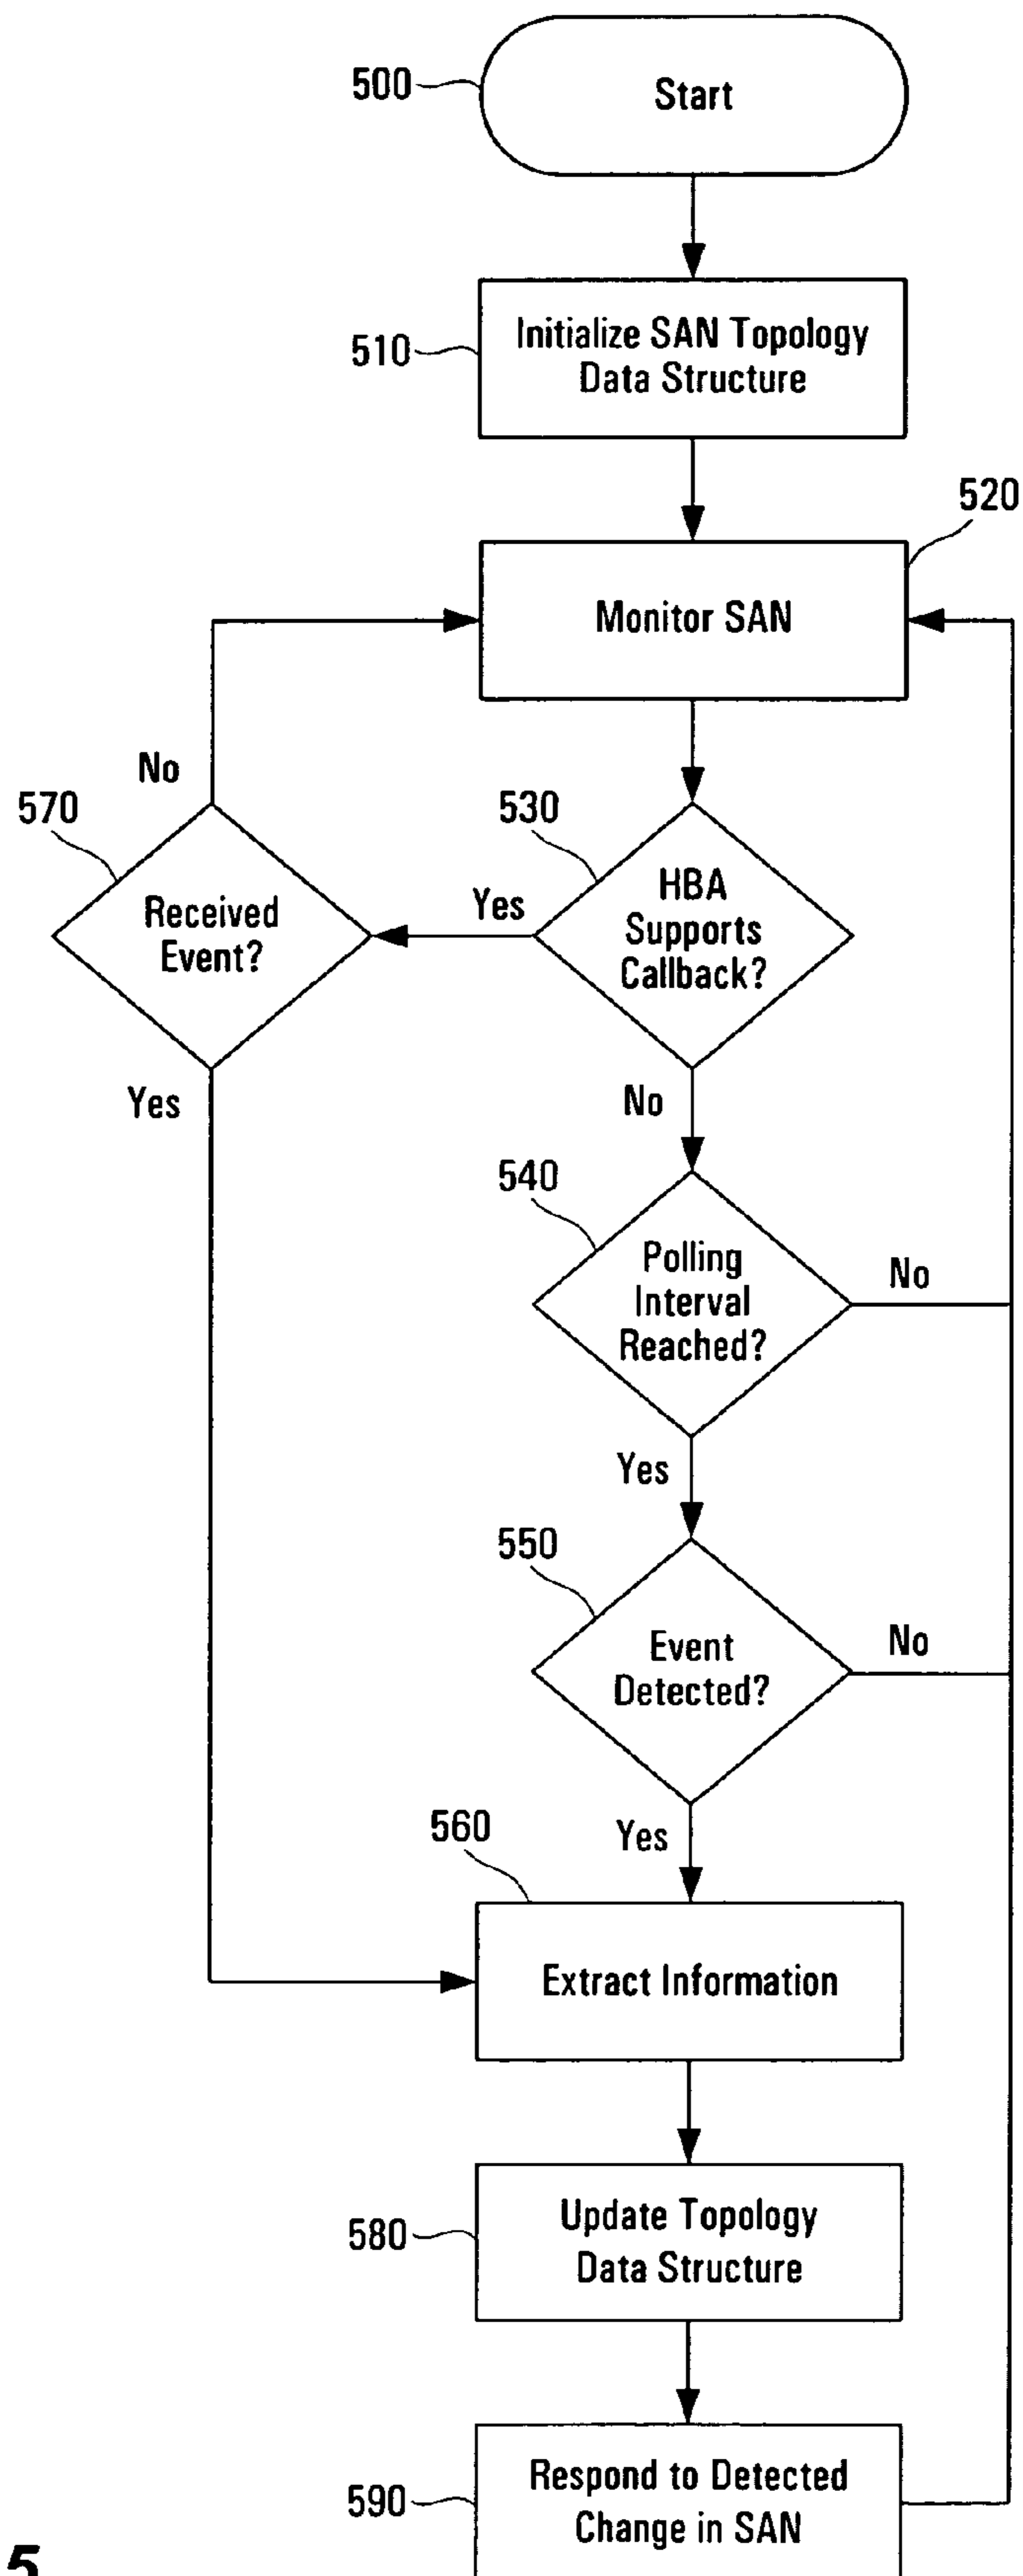 500
Start
510
Initialize SAN Topology
Data Structure
520
Monitor SAN
No
570
Received
Event?
Yes
530
HBA
Supports
Callback?
Yes
No
540
Polling
Interval
Reached?
No
Yes
550
Event
Detected?
No
Yes
560
Extract Information
580
Update Topology
Data Structure
590
Respond to Detected
Change in SAN
5